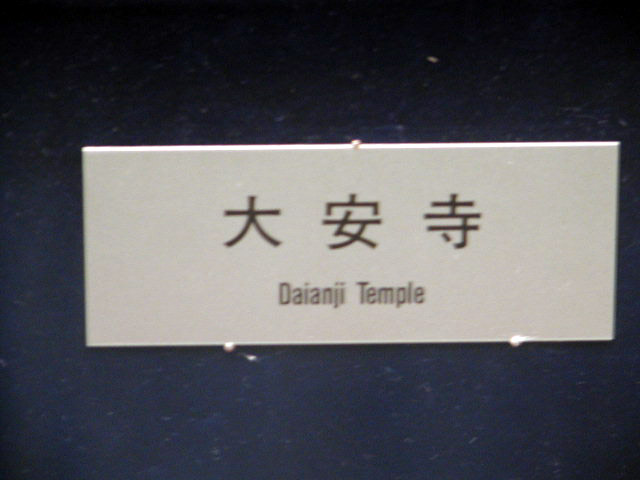 大安寺
Daianji Temple